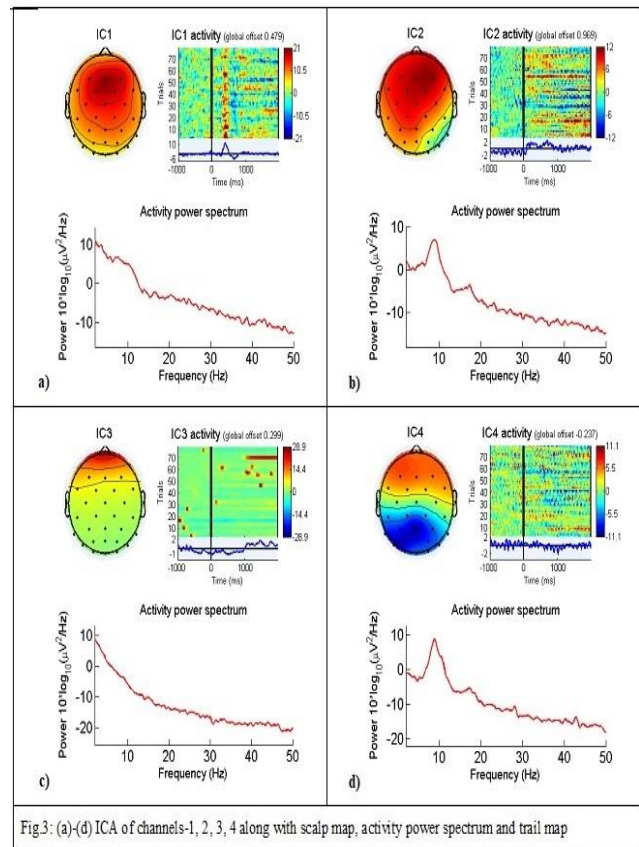 IC1
IC1 activity (global offset 0.479)
21
10.5
0
-10.5
-21
Trials
70
60
50
40
30
20
10
10
-5
-1000 0 1000
Time (ms)
Activity power spectrum
Power 10*log10(μV2/Hz)
10
0
-10
10 20 30 40 50
Frequency (Hz)
a)
IC2
IC2 activity (global offset 0.969)
12
6
0
-6
-12
Trials
70
60
50
40
30
20
10
2
-2
-1000 0 1000
Time (ms)
Activity power spectrum
Power 10*log10(μV2/Hz)
10
0
-10
10 20 30 40 50
Frequency (Hz)
b)
IC3
IC3 activity (global offset 0.299)
28.9
14.4
0
-14.4
-28.9
Trials
70
60
50
40
30
20
10
2
-1
-1000 0 1000
Time (ms)
Activity power spectrum
Power 10*log10(μV2/Hz)
10
0
-10
-20
10 20 30 40 50
Frequency (Hz)
c)
IC4
IC4 activity (global offset -0.237)
11.1
5.5
0
-5.5
-11.1
Trials
70
60
50
40
30
20
10
2
-2
-1000 0 1000
Time (ms)
Activity power spectrum
Power 10*log10(μV2/Hz)
10
0
-10
-20
10 20 30 40 50
Frequency (Hz)
d)
Fig.3: (a)-(d) ICA of channels-1, 2, 3, 4 along with scalp map, activity power spectrum and trail map